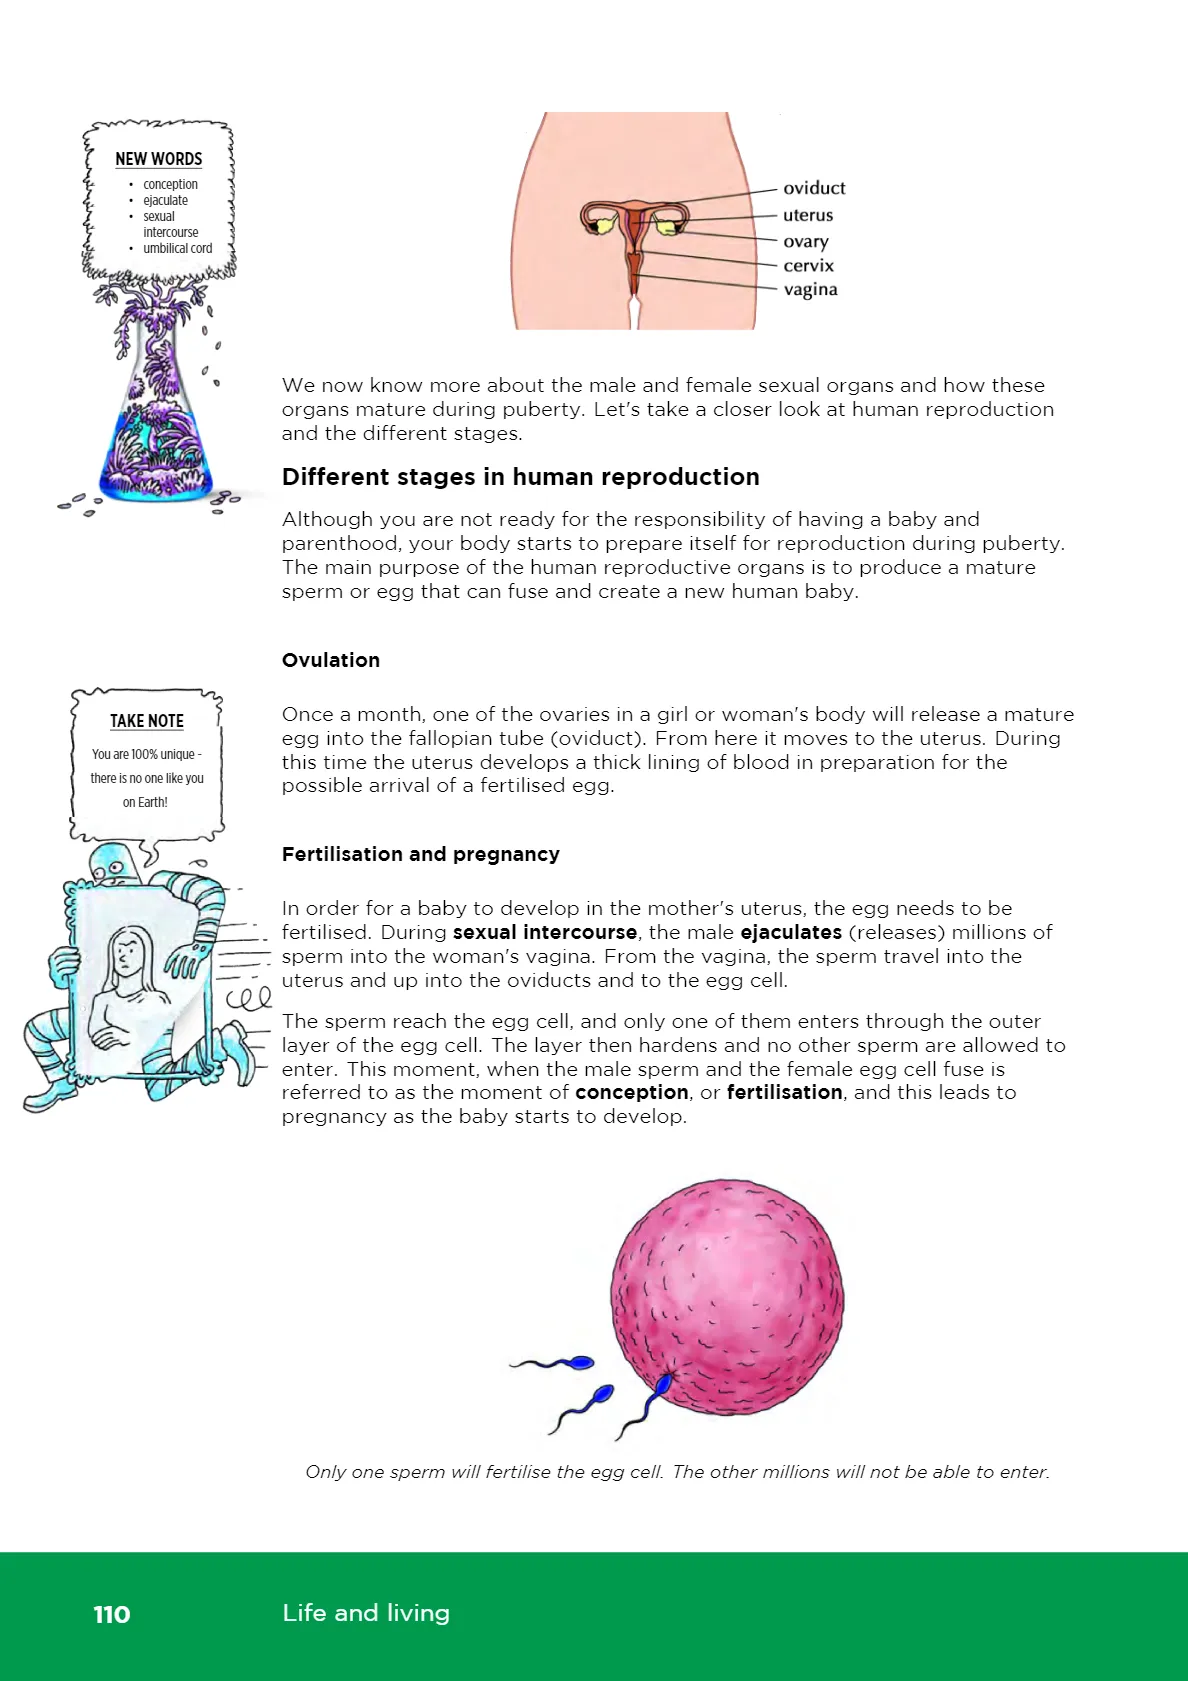 NEW WORDS
• conception
• ejaculate
• sexual
intercourse
• umbilical cord
oviduct
uterus
ovary
cervix
vagina
We now know more about the male and female sexual organs and how these
organs mature during puberty. Let's take a closer look at human reproduction
and the different stages.
Different stages in human reproduction
Although you are not ready for the responsibility of having a baby and
parenthood, your body starts to prepare itself for reproduction during puberty.
The main purpose of the human reproductive organs is to produce a mature
sperm or egg that can fuse and create a new human baby.
Ovulation
TAKE NOTE
You are 100% unique -
there is no one like you
on Earth!
Once a month, one of the ovaries in a girl or woman's body will release a mature
egg into the fallopian tube (oviduct). From here it moves to the uterus. During
this time the uterus develops a thick lining of blood in preparation for the
possible arrival of a fertilised egg.
Fertilisation and pregnancy
In order for a baby to develop in the mother's uterus, the egg needs to be
fertilised. During sexual intercourse, the male ejaculates (releases) millions of
sperm into the woman's vagina. From the vagina, the sperm travel into the
uterus and up into the oviducts and to the egg cell.
The sperm reach the egg cell, and only one of them enters through the outer
layer of the egg cell. The layer then hardens and no other sperm are allowed to
enter. This moment, when the male sperm and the female egg cell fuse is
referred to as the moment of conception, or fertilisation, and this leads to
pregnancy as the baby starts to develop.
Only one sperm will fertilise the egg cell. The other millions will not be able to enter.
110
Life and living